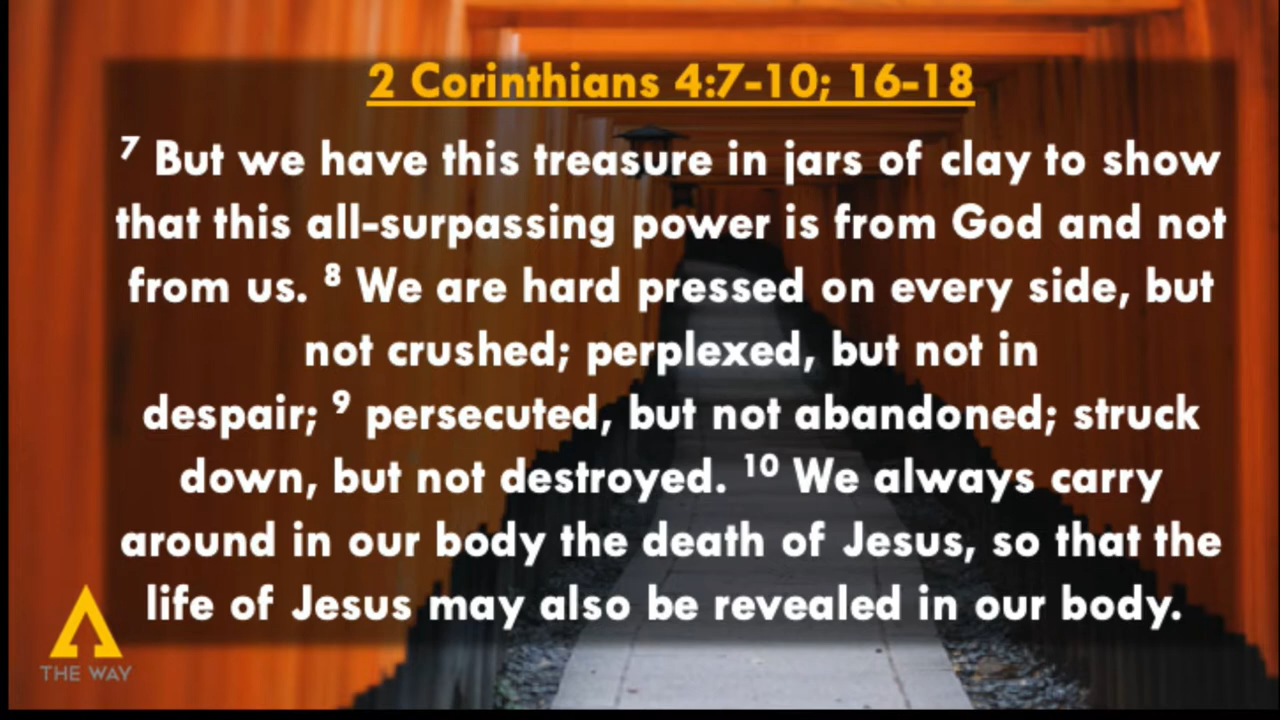 2 Corinthians 4:7-10; 16-18
⁷ But we have this treasure in jars of clay to show
that this all-surpassing power is from God and not
from us. ⁸ We are hard pressed on every side, but
not crushed; perplexed, but not in
despair; ⁹ persecuted, but not abandoned; struck
down, but not destroyed. ¹⁰ We always carry
around in our body the death of Jesus, so that the
life of Jesus may also be revealed in our body.
THE WAY